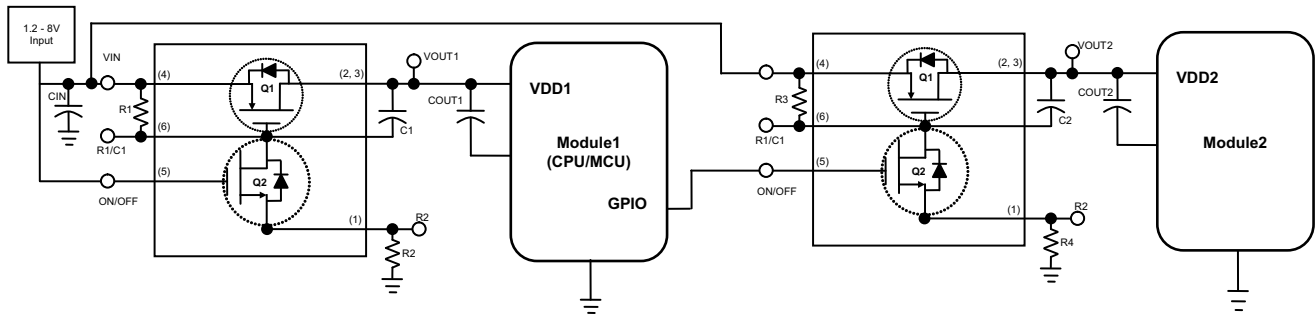 1.2 - 8V
Input
VIN
CIN
R1
R1/C1
ON/OFF
(4)
(6)
(5)
Q1
Q2
(2, 3)
(1)
R2
R2
C1
VOUT1
COUT1
VDD1
Module1
(CPU/MCU)
GPIO
R3
R1/C1
ON/OFF
(4)
(6)
(5)
Q1
Q2
(2, 3)
(1)
R2
R4
C2
VOUT2
COUT2
VDD2
Module2